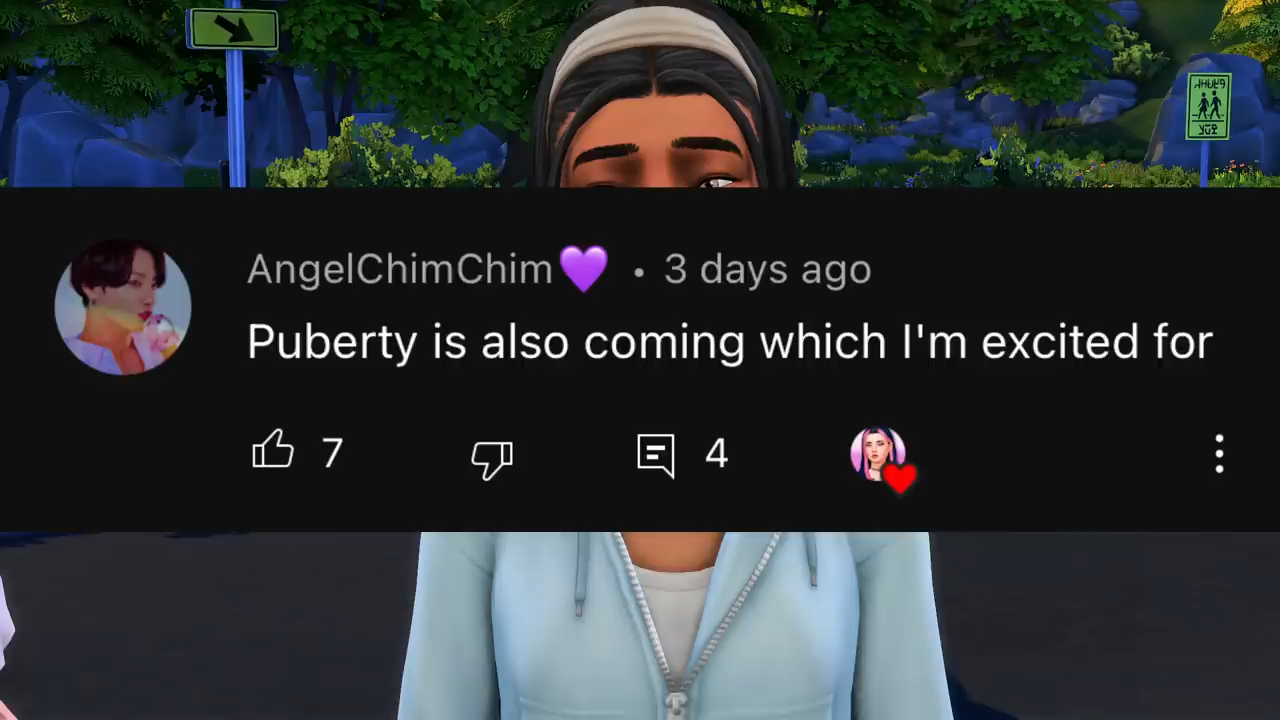 AngelChimChim💜 • 3 days ago
Puberty is also coming which I'm excited for
7
4